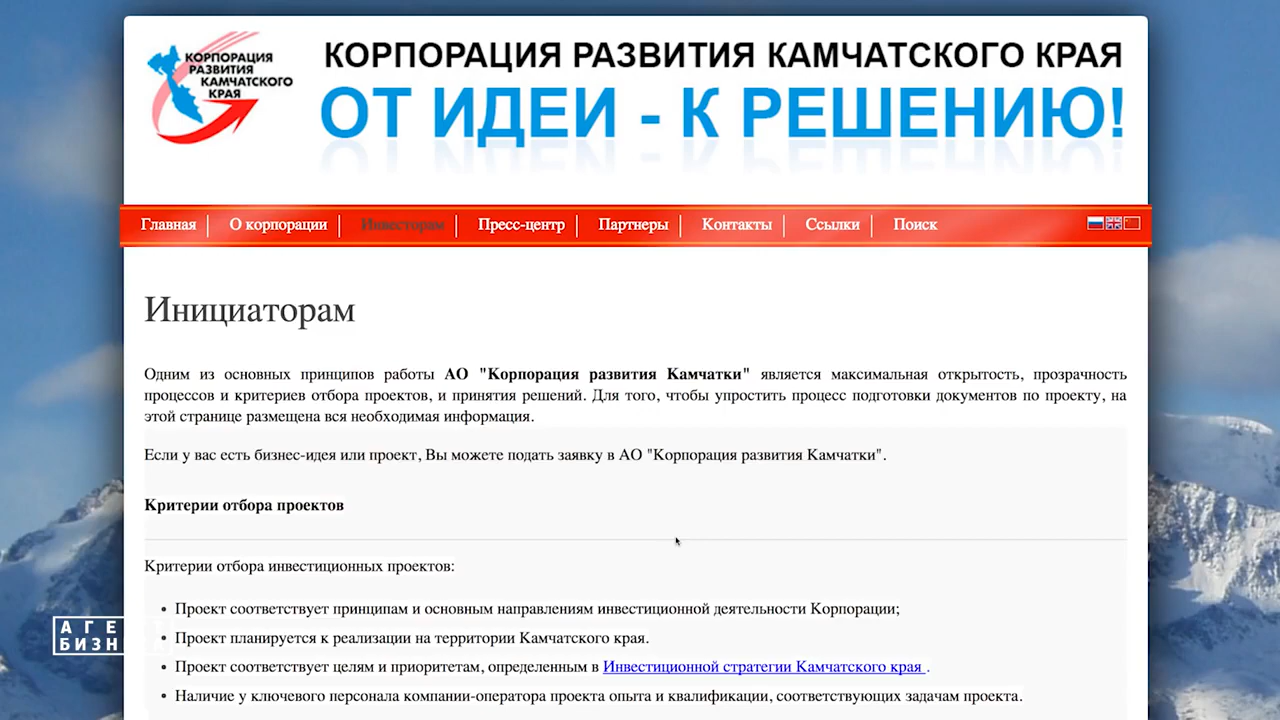 КОРПОРАЦИЯ
РАЗВИТИЯ
КАМЧАТСКОГО
КРАЯ
КОРПОРАЦИЯ РАЗВИТИЯ КАМЧАТСКОГО КРАЯ
ОТ ИДЕИ - К РЕШЕНИЮ!
Главная О корпорации Инвесторам Пресс-центр Партнеры Контакты Ссылки Поиск
Инициаторам
Одним из основных принципов работы АО "Корпорация развития Камчатки" является максимальная открытость, прозрачность
процессов и критериев отбора проектов, и принятия решений. Для того, чтобы упростить процесс подготовки документов по проекту, на
этой странице размещена вся необходимая информация.
Если у вас есть бизнес-идея или проект, Вы можете подать заявку в АО "Корпорация развития Камчатки".
Критерии отбора проектов
Критерии отбора инвестиционных проектов:
• Проект соответствует принципам и основным направлениям инвестиционной деятельности Корпорации;
• Проект планируется к реализации на территории Камчатского края.
• Проект соответствует целям и приоритетам, определенным в Инвестиционной стратегии Камчатского края .
• Наличие у ключевого персонала компании-оператора проекта опыта и квалификации, соответствующих задачам проекта.